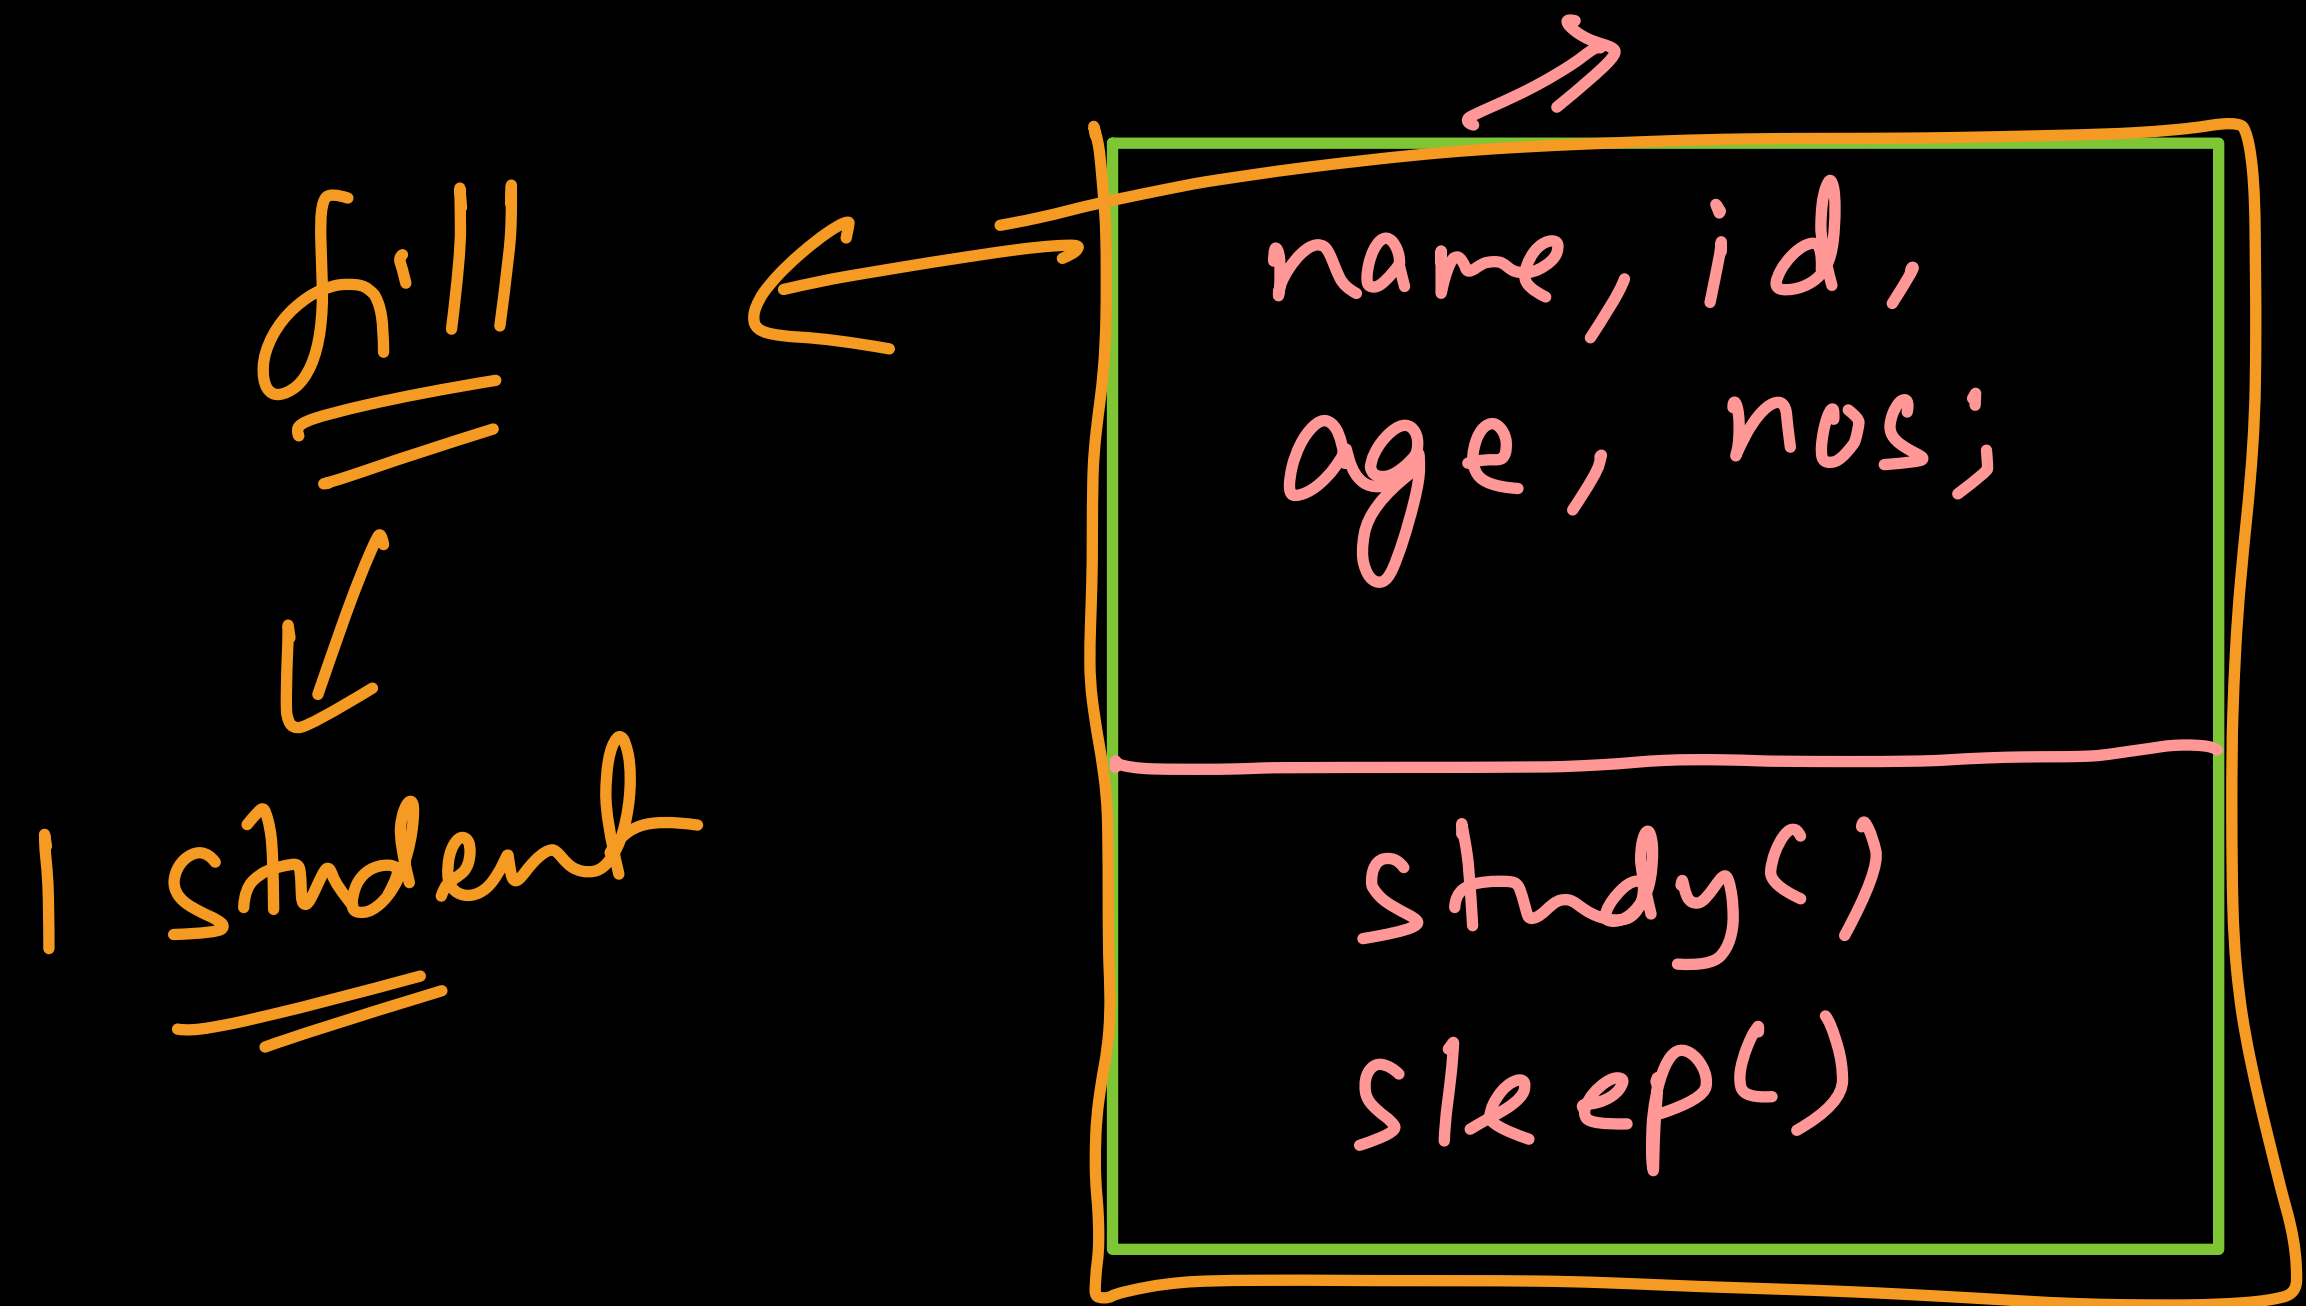 fill
1 student
name, id,
age, nos;
study()
sleep()